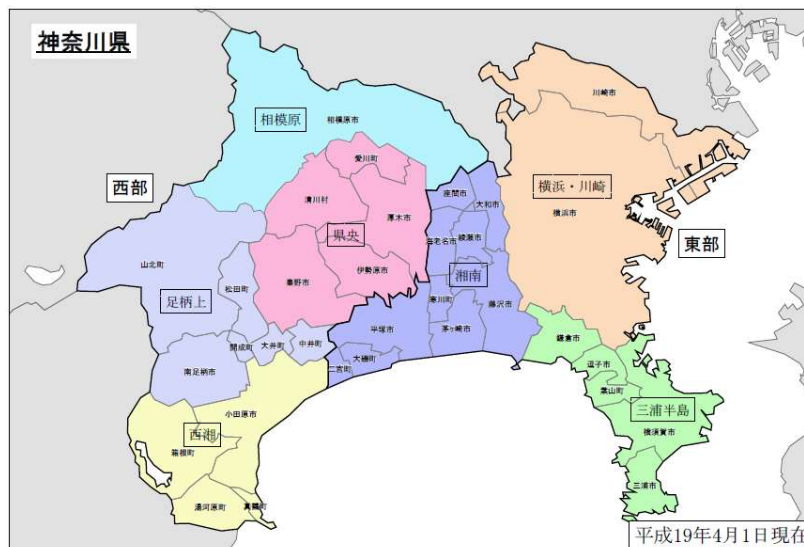 神奈川県
川崎市
相模原
相模原市
愛川町
横浜・川崎
西部
座間市
清川村
大和市
厚木市
横浜市
県央
海老名市
綾瀬市
東部
山北町
伊勢原市
湘南
秦野市
松田町
足柄上
寒川町
藤沢市
平塚市
茅ヶ崎市
鎌倉市
開成町
大井町
中井町
大磯町
二宮町
逗子市
南足柄市
葉山町
小田原市
三浦半島
西湘
横須賀市
箱根町
三浦市
湯河原町
真鶴町
平成19年4月1日現在